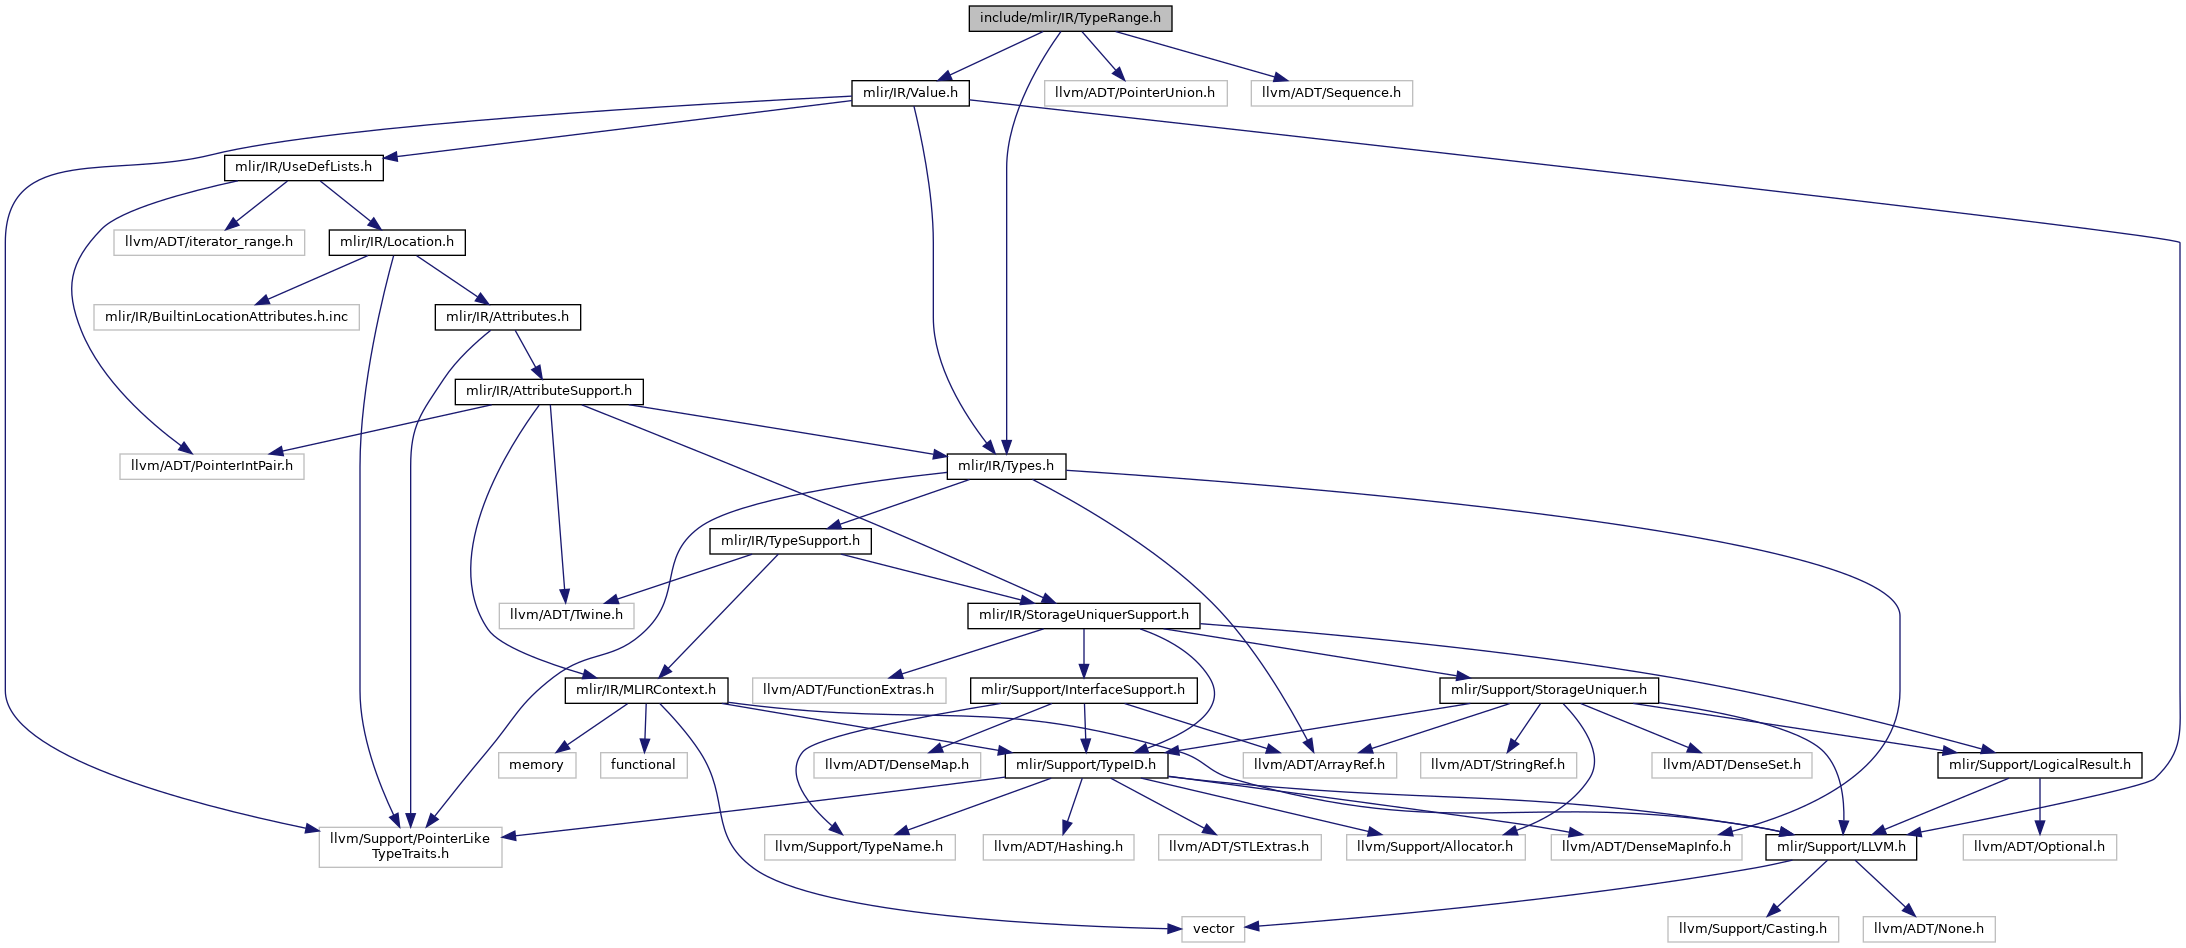 include/mlir/IR/TypeRange.h
mlir/IR/Value.h
llvm/ADT/PointerUnion.h
llvm/ADT/Sequence.h
mlir/IR/UseDefLists.h
llvm/ADT/iterator_range.h
mlir/IR/Location.h
mlir/IR/BuiltinLocationAttributes.h.inc
mlir/IR/Attributes.h
mlir/IR/AttributeSupport.h
llvm/ADT/PointerIntPair.h
mlir/IR/Types.h
mlir/IR/TypeSupport.h
llvm/ADT/Twine.h
mlir/IR/StorageUniquerSupport.h
mlir/IR/MLIRContext.h
llvm/ADT/FunctionExtras.h
mlir/Support/InterfaceSupport.h
mlir/Support/StorageUniquer.h
memory
functional
llvm/ADT/DenseMap.h
mlir/Support/TypeID.h
llvm/ADT/ArrayRef.h
llvm/ADT/StringRef.h
llvm/ADT/DenseSet.h
mlir/Support/LogicalResult.h
llvm/Support/PointerLike
TypeTraits.h
llvm/Support/TypeName.h
llvm/ADT/Hashing.h
llvm/ADT/STLExtras.h
llvm/Support/Allocator.h
llvm/ADT/DenseMapInfo.h
mlir/Support/LLVM.h
llvm/ADT/Optional.h
vector
llvm/Support/Casting.h
llvm/ADT/None.h